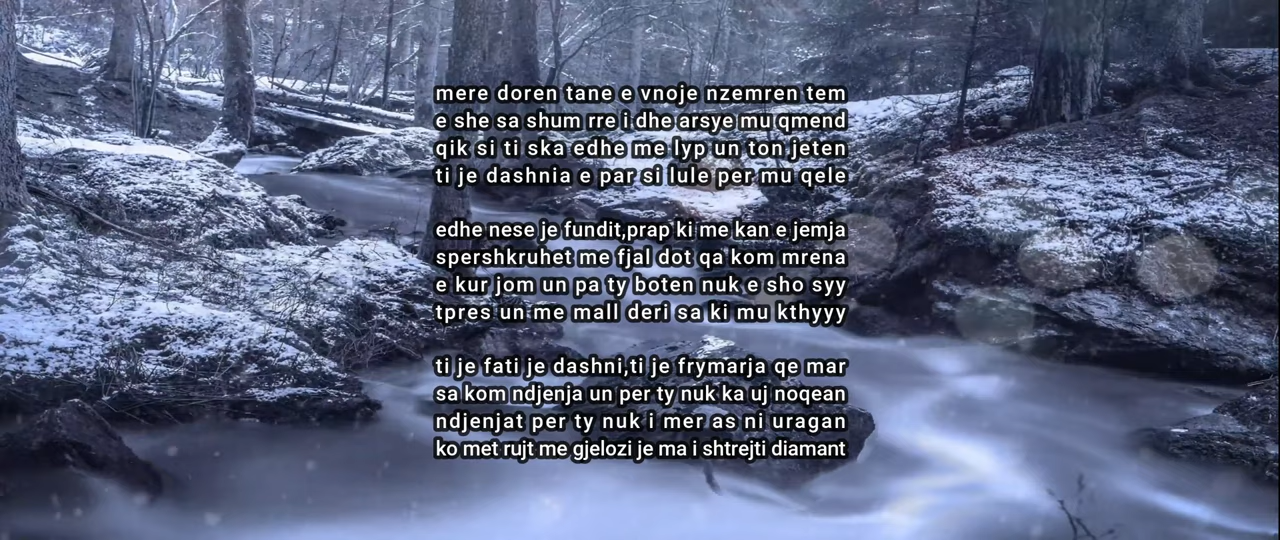 mere doren tane e vnoje nzemren tem
e she sa shum rre i dhe arsye mu qmend
qik si ti ska edhe me lyp un ton jeten
ti je dashnia e par si lule per mu qele
edhe nese je fundit,prap ki me kan e jemja
spershkruhet me fjal dot qa kom mrena
e kur jom un pa ty boten nuk e sho syy
tpres un me mall deri sa ki mu kthyyy
ti je fati je dashni,ti je frymarja qe mar
sa kom ndjenja un per ty nuk ka uj noqean
ndjenjat per ty nuk i mer as ni uragan
ko met rujt me gjelozi je ma i shtrejti diamant